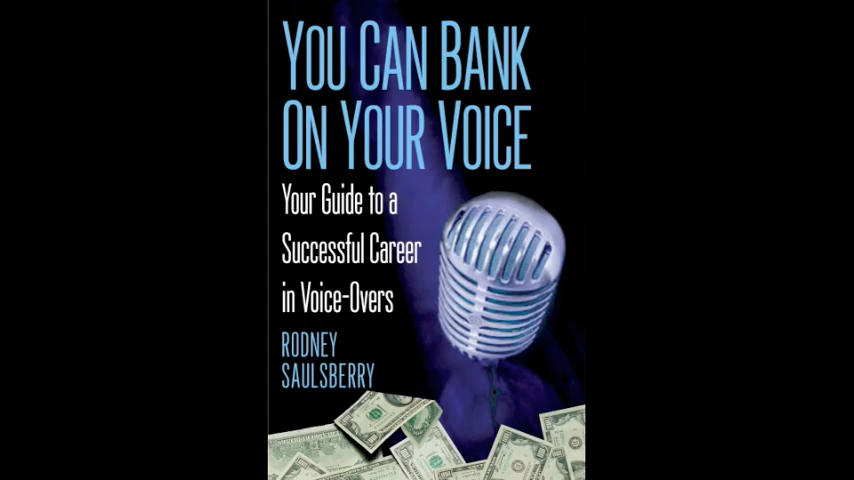 YOU CAN BANK
ON YOUR VOICE
Your Guide to a
Successful Career
in Voice-Overs
RODNEY
SAULSBERRY